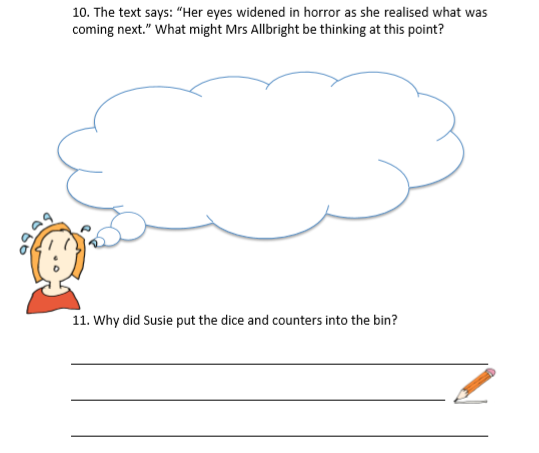 10. The text says: “Her eyes widened in horror as she realised what was
coming next.” What might Mrs Allbright be thinking at this point?
11. Why did Susie put the dice and counters into the bin?